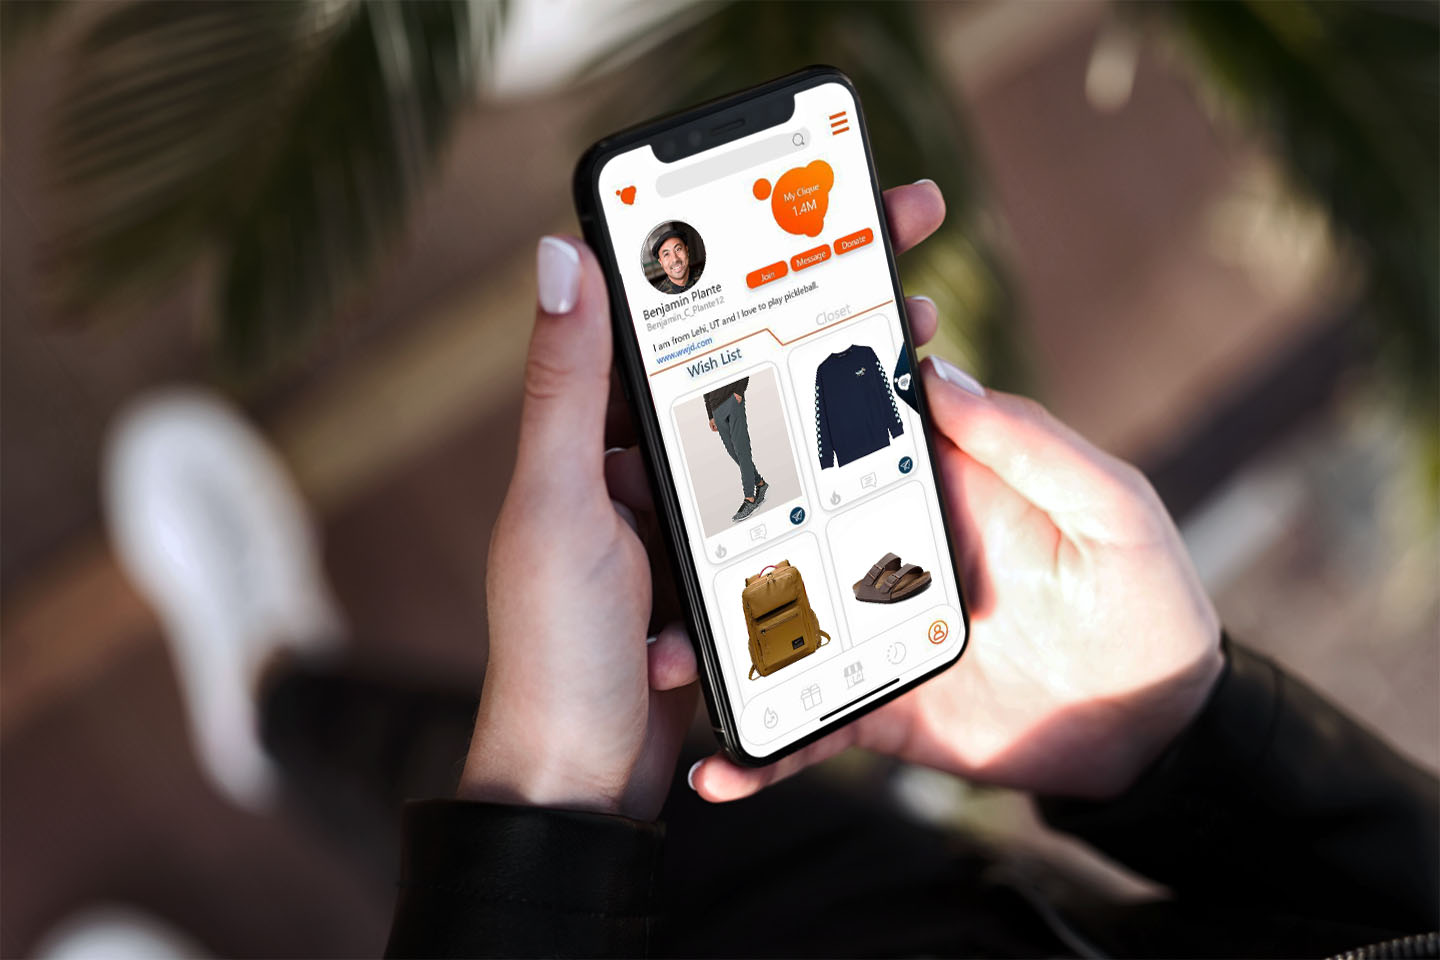 My Clique
1.4M
Join
Message
Donate
Benjamin Plante
Benjamin_C_Plante12
I am from Lehi, UT and I love to play pickleball.
www.wwjd.com
Wish List
Closet